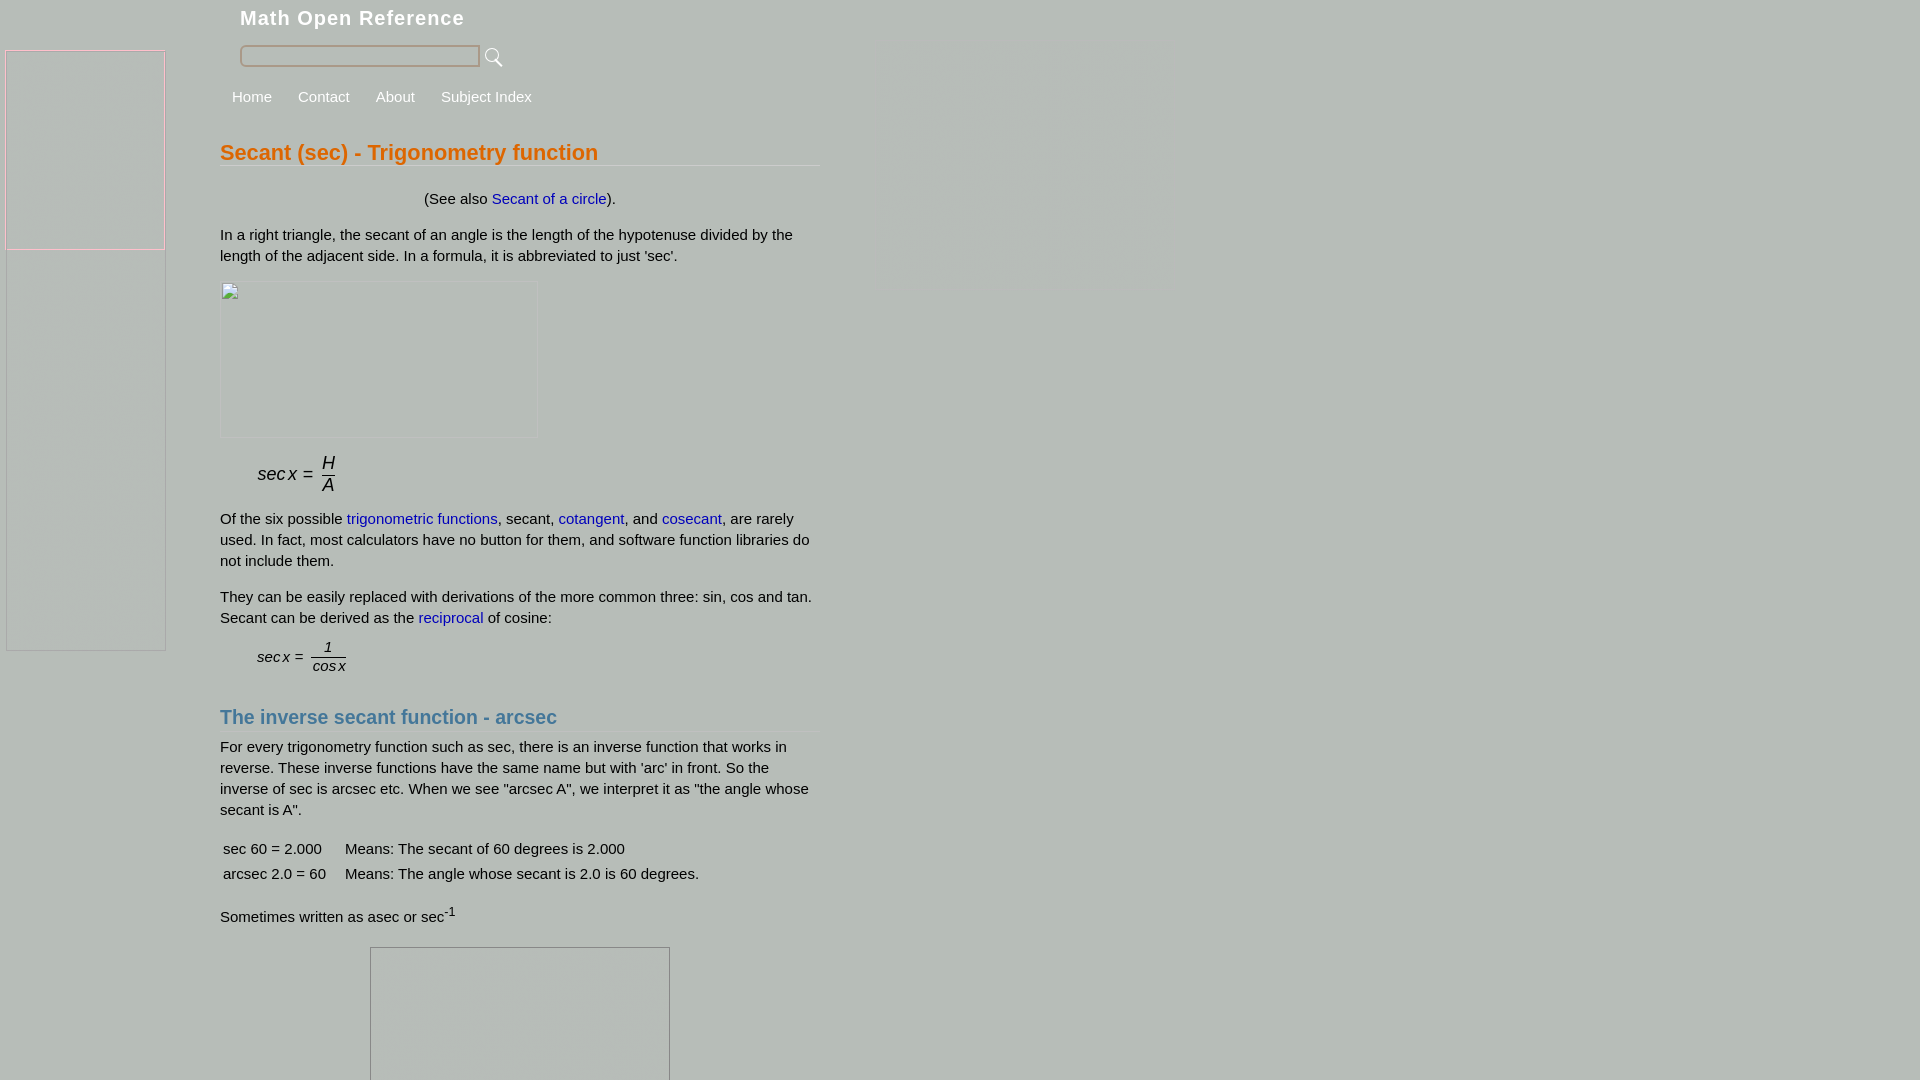 Math Open Reference
Home Contact About Subject Index
Secant (sec) - Trigonometry function
(See also Secant of a circle).
In a right triangle, the secant of an angle is the length of the hypotenuse divided by the
length of the adjacent side. In a formula, it is abbreviated to just 'sec'.
sec x = H/A
Of the six possible trigonometric functions, secant, cotangent, and cosecant, are rarely
used. In fact, most calculators have no button for them, and software function libraries do
not include them.
They can be easily replaced with derivations of the more common three: sin, cos and tan.
Secant can be derived as the reciprocal of cosine:
sec x = 1/cos x
The inverse secant function - arcsec
For every trigonometry function such as sec, there is an inverse function that works in
reverse. These inverse functions have the same name but with 'arc' in front. So the
inverse of sec is arcsec etc. When we see "arcsec A", we interpret it as "the angle whose
secant is A".
sec 60 = 2.000 Means: The secant of 60 degrees is 2.000
arcsec 2.0 = 60 Means: The angle whose secant is 2.0 is 60 degrees.
Sometimes written as asec or sec-1